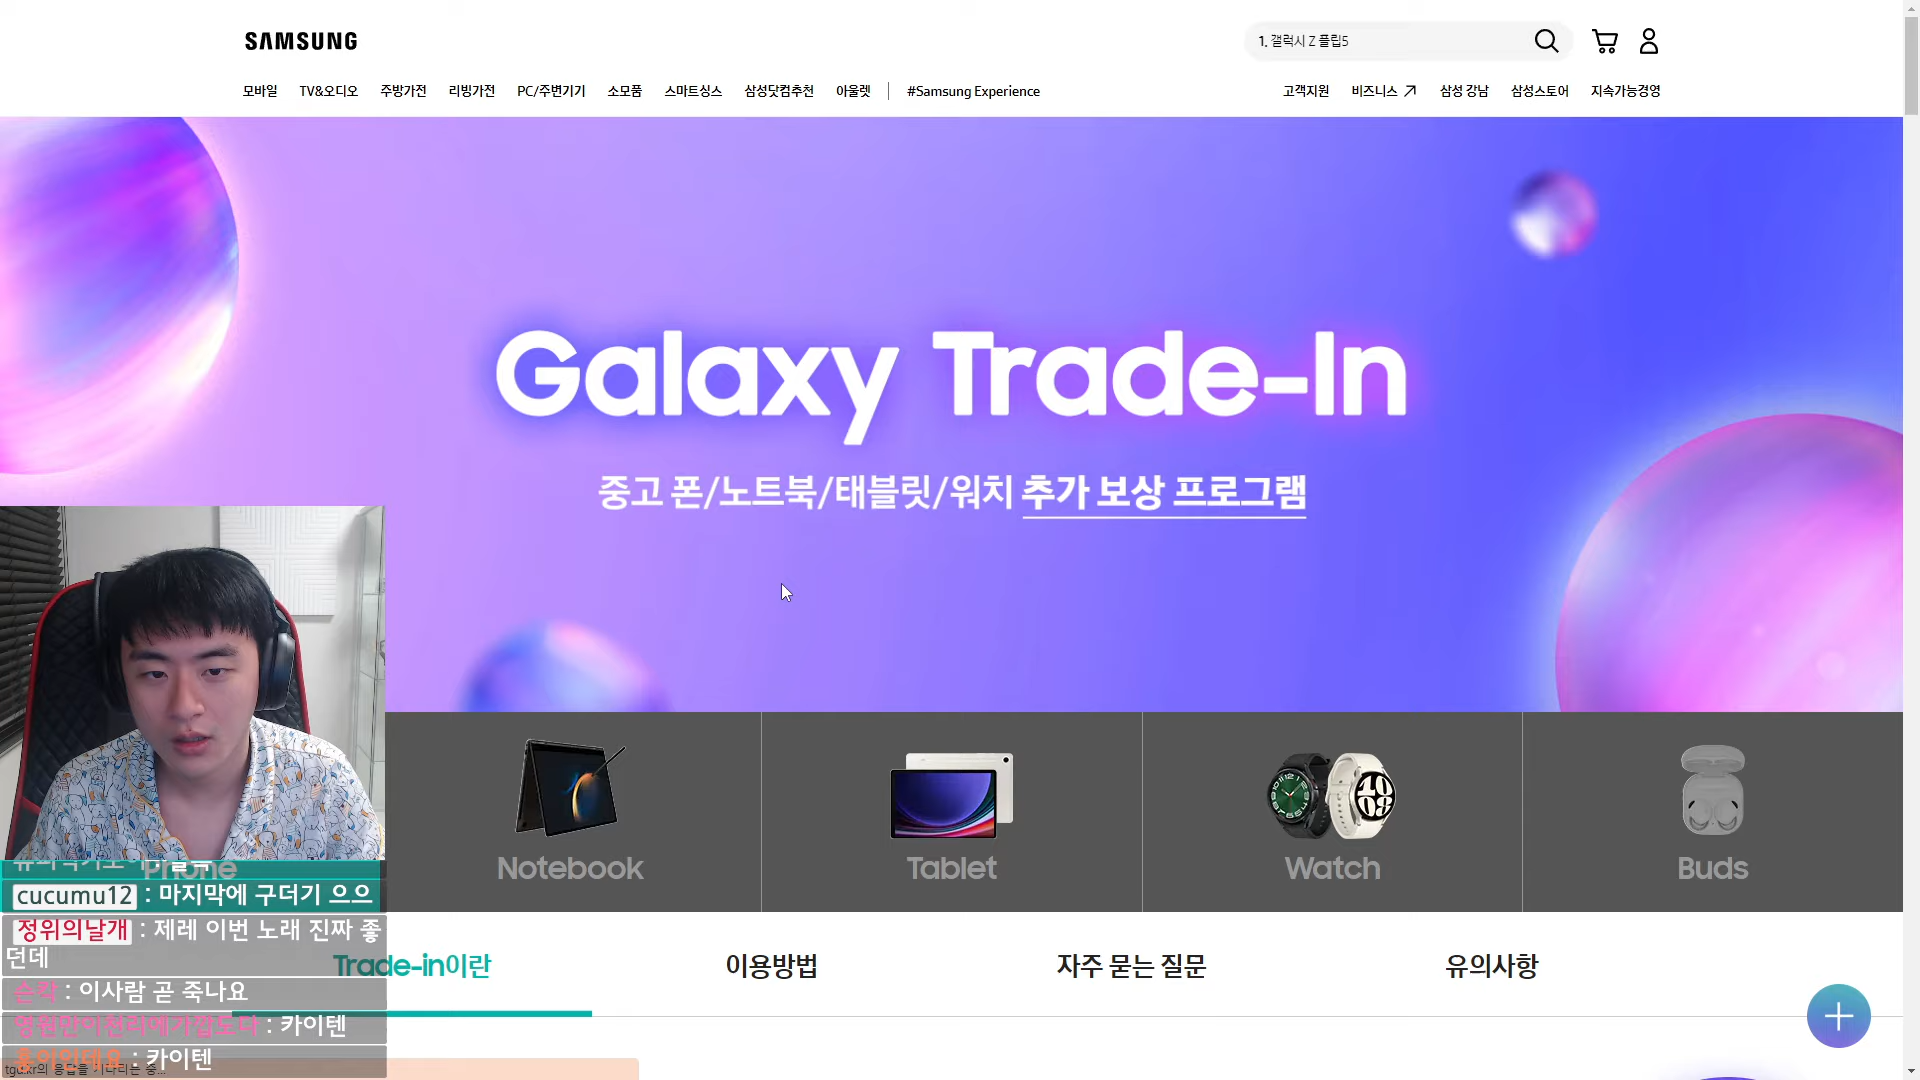 SAMSUNG
1. 갤럭시 Z 플립5
모바일 TV&오디오 주방가전 리빙가전 PC/주변기기 소모품 스마트싱스 삼성닷컴추천 아울렛 #Samsung Experience 고객지원 비즈니스 삼성 강남 삼성스토어 지속가능경영
Galaxy Trade-In
중고 폰/노트북/태블릿/워치 추가 보상 프로그램
Phone Notebook Tablet Watch Buds
Trade-in이란 이용방법 자주 묻는 질문 유의사항
cucumu12 : 마지막에 구더기 으으
정위의날개 : 제레 이번 노래 진짜 좋
던데
: 이사람 곧 죽나요
: 카이텐
홍이인데요 : 카이텐